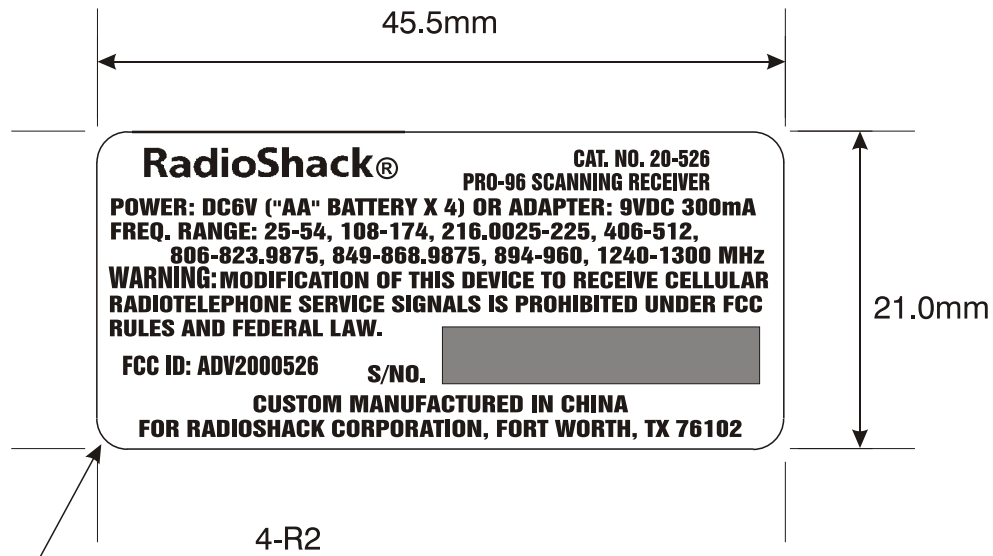 45.5mm
RadioShack®
CAT. NO. 20-526
PRO-96 SCANNING RECEIVER
POWER: DC6V ("AA" BATTERY X 4) OR ADAPTER: 9VDC 300mA
FREQ. RANGE: 25-54, 108-174, 216.0025-225, 406-512,
806-823.9875, 849-868.9875, 894-960, 1240-1300 MHz
WARNING: MODIFICATION OF THIS DEVICE TO RECEIVE CELLULAR
RADIOTELEPHONE SERVICE SIGNALS IS PROHIBITED UNDER FCC
RULES AND FEDERAL LAW.
FCC ID: ADV2000526
S/NO.
CUSTOM MANUFACTURED IN CHINA
FOR RADIOSHACK CORPORATION, FORT WORTH, TX 76102
21.0mm
4-R2